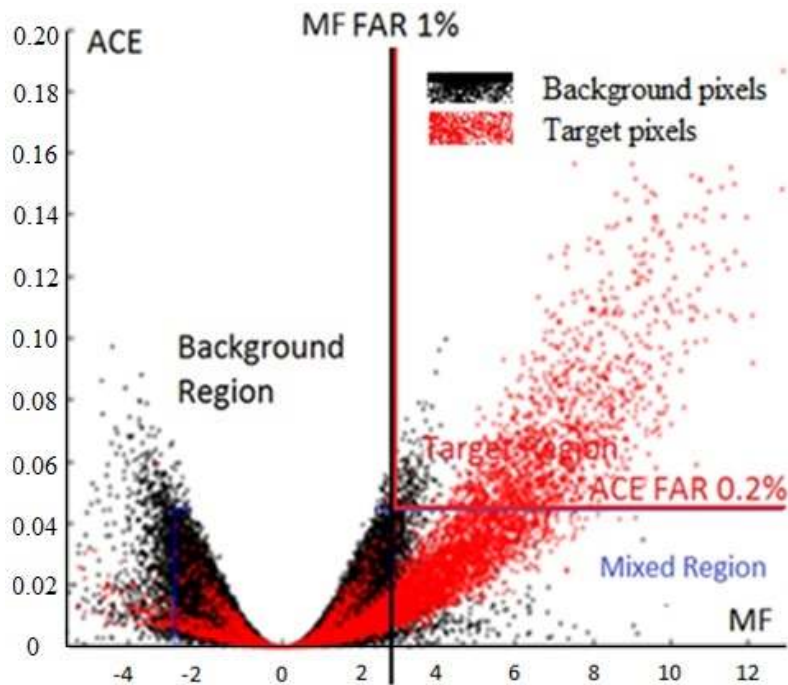 MF FAR 1%
ACE
0.20
0.18
0.16
0.14
0.12
0.10
0.08
0.06
0.04
0.02
0
Background pixels
Target pixels
Background
Region
Target Region
ACE FAR 0.2%
Mixed Region
MF
-4 -2 0 2 4 6 8 10 12